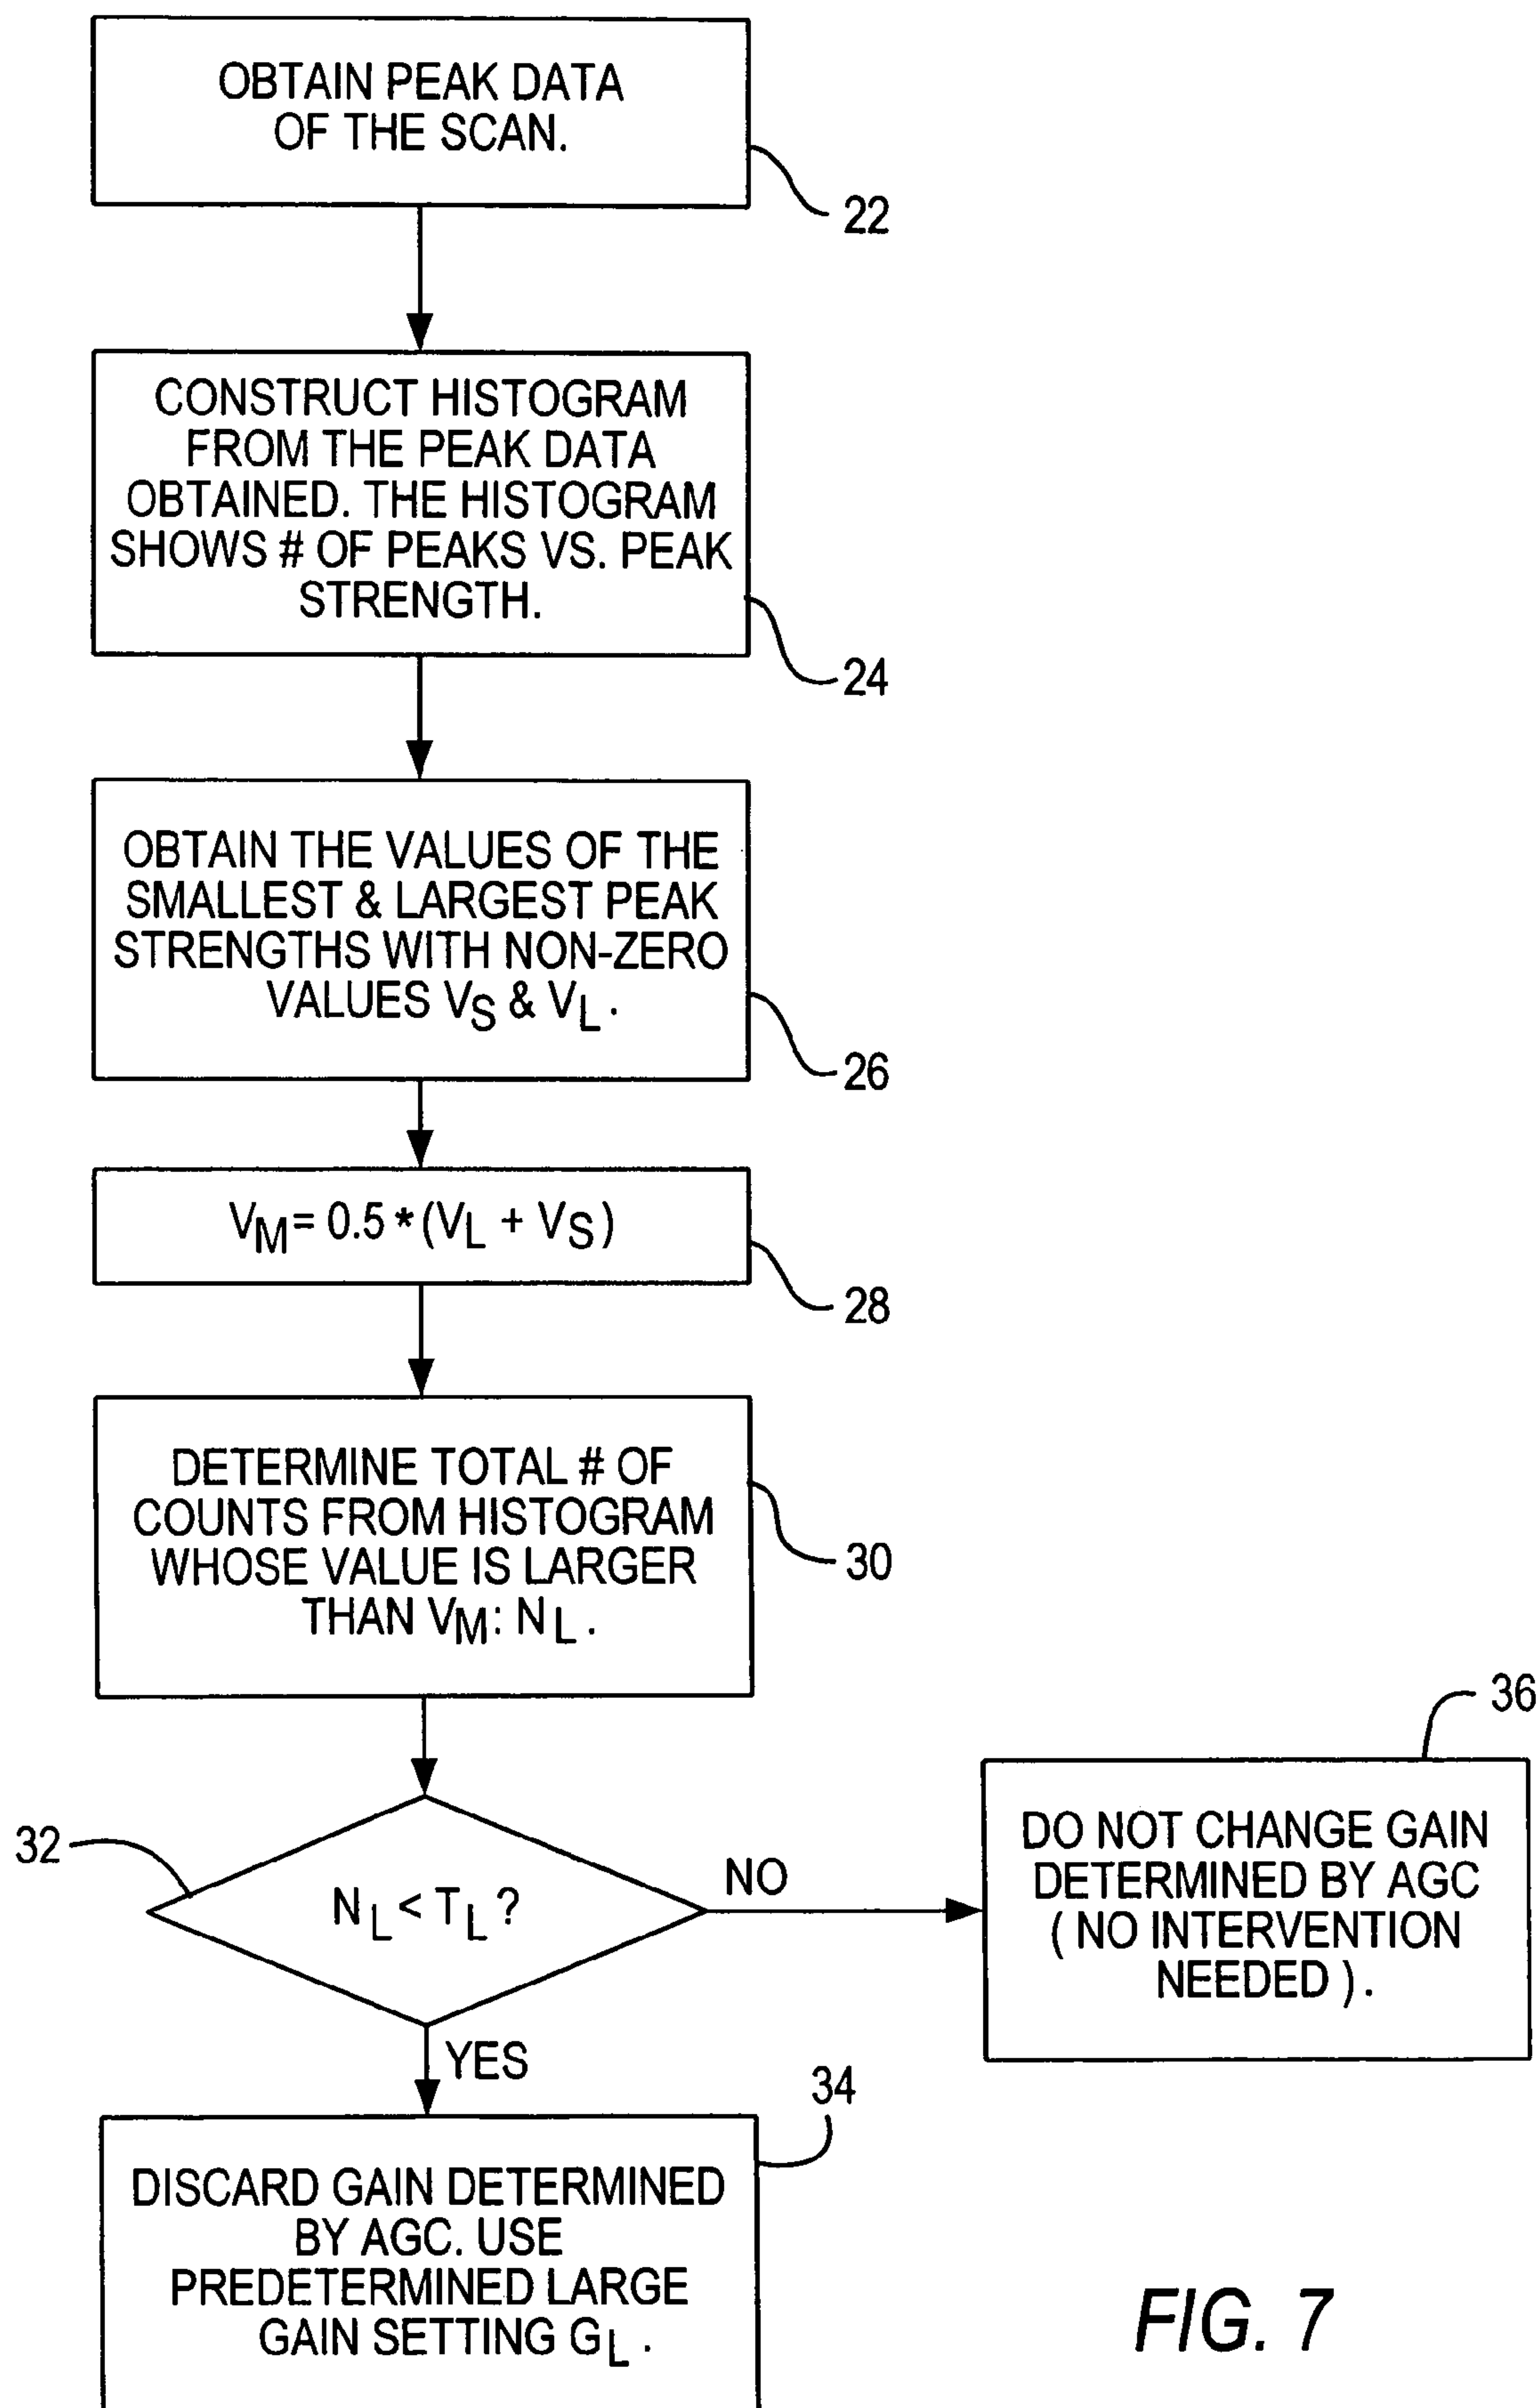 OBTAIN PEAK DATA
OF THE SCAN.
22
CONSTRUCT HISTOGRAM
FROM THE PEAK DATA
OBTAINED. THE HISTOGRAM
SHOWS # OF PEAKS VS. PEAK
STRENGTH.
24
OBTAIN THE VALUES OF THE
SMALLEST & LARGEST PEAK
STRENGTHS WITH NON-ZERO
VALUES VS & VL.
26
VM = 0.5 * (VL + VS)
28
DETERMINE TOTAL # OF
COUNTS FROM HISTOGRAM
WHOSE VALUE IS LARGER
THAN VM: NL.
30
32
NL < TL ?
NO
36
DO NOT CHANGE GAIN
DETERMINED BY AGC
( NO INTERVENTION
NEEDED ).
YES
34
DISCARD GAIN DETERMINED
BY AGC. USE
PREDETERMINED LARGE
GAIN SETTING GL.
FIG. 7